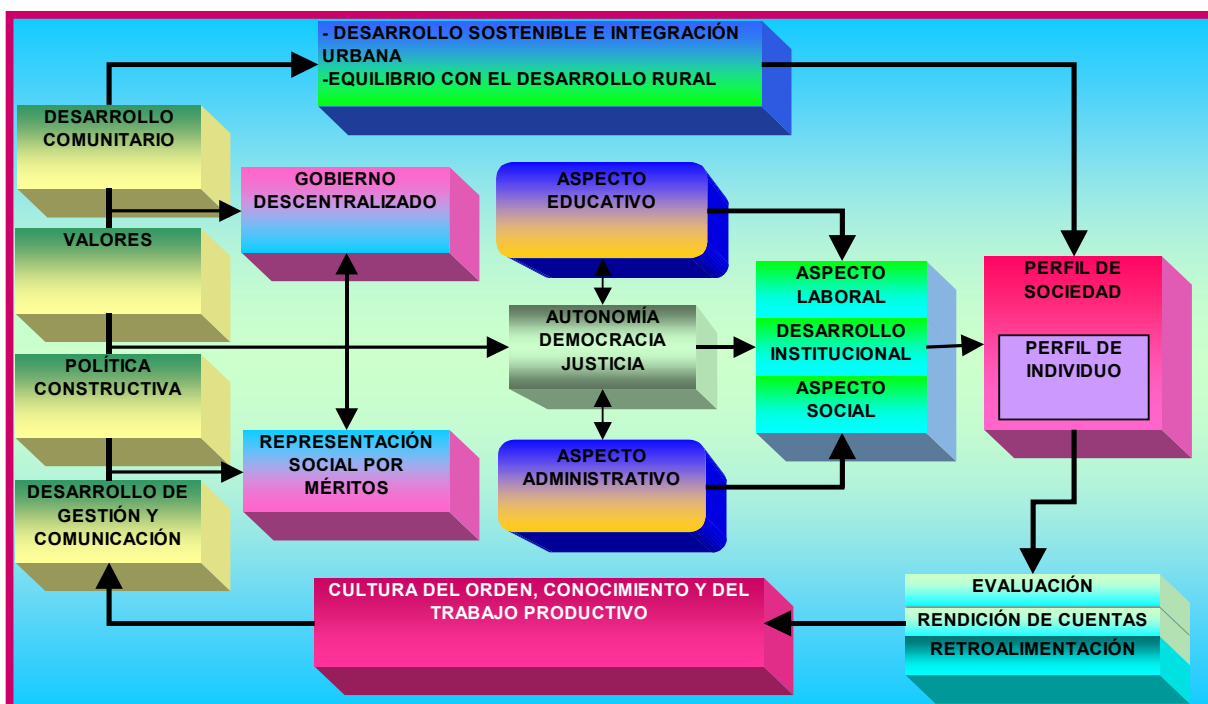 - DESARROLLO SOSTENIBLE E INTEGRACIÓN
URBANA
-EQUILIBRIO CON EL DESARROLLO RURAL
DESARROLLO
COMUNITARIO
VALORES
POLÍTICA
CONSTRUCTIVA
DESARROLLO DE
GESTIÓN Y
COMUNICACIÓN
GOBIERNO
DESCENTRALIZADO
REPRESENTACIÓN
SOCIAL POR
MÉRITOS
ASPECTO
EDUCATIVO
AUTONOMÍA
DEMOCRACIA
JUSTICIA
ASPECTO
ADMINISTRATIVO
ASPECTO
LABORAL
DESARROLLO
INSTITUCIONAL
ASPECTO
SOCIAL
PERFIL DE
SOCIEDAD
PERFIL DE
INDIVIDUO
EVALUACIÓN
RENDICIÓN DE CUENTAS
RETROALIMENTACIÓN
CULTURA DEL ORDEN, CONOCIMIENTO Y DEL
TRABAJO PRODUCTIVO